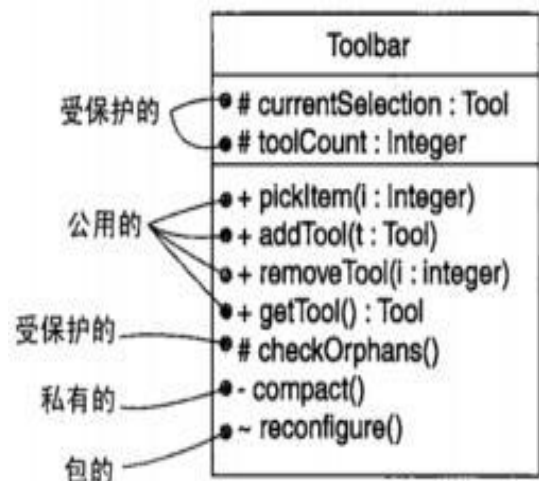 Toolbar
受保护的
# currentSelection : Tool
# toolCount : Integer
公用的
+ pickItem(i : Integer)
+ addTool(t : Tool)
+ removeTool(i : integer)
+ getTool() : Tool
受保护的
# checkOrphans()
私有的
- compact()
包的
~ reconfigure()